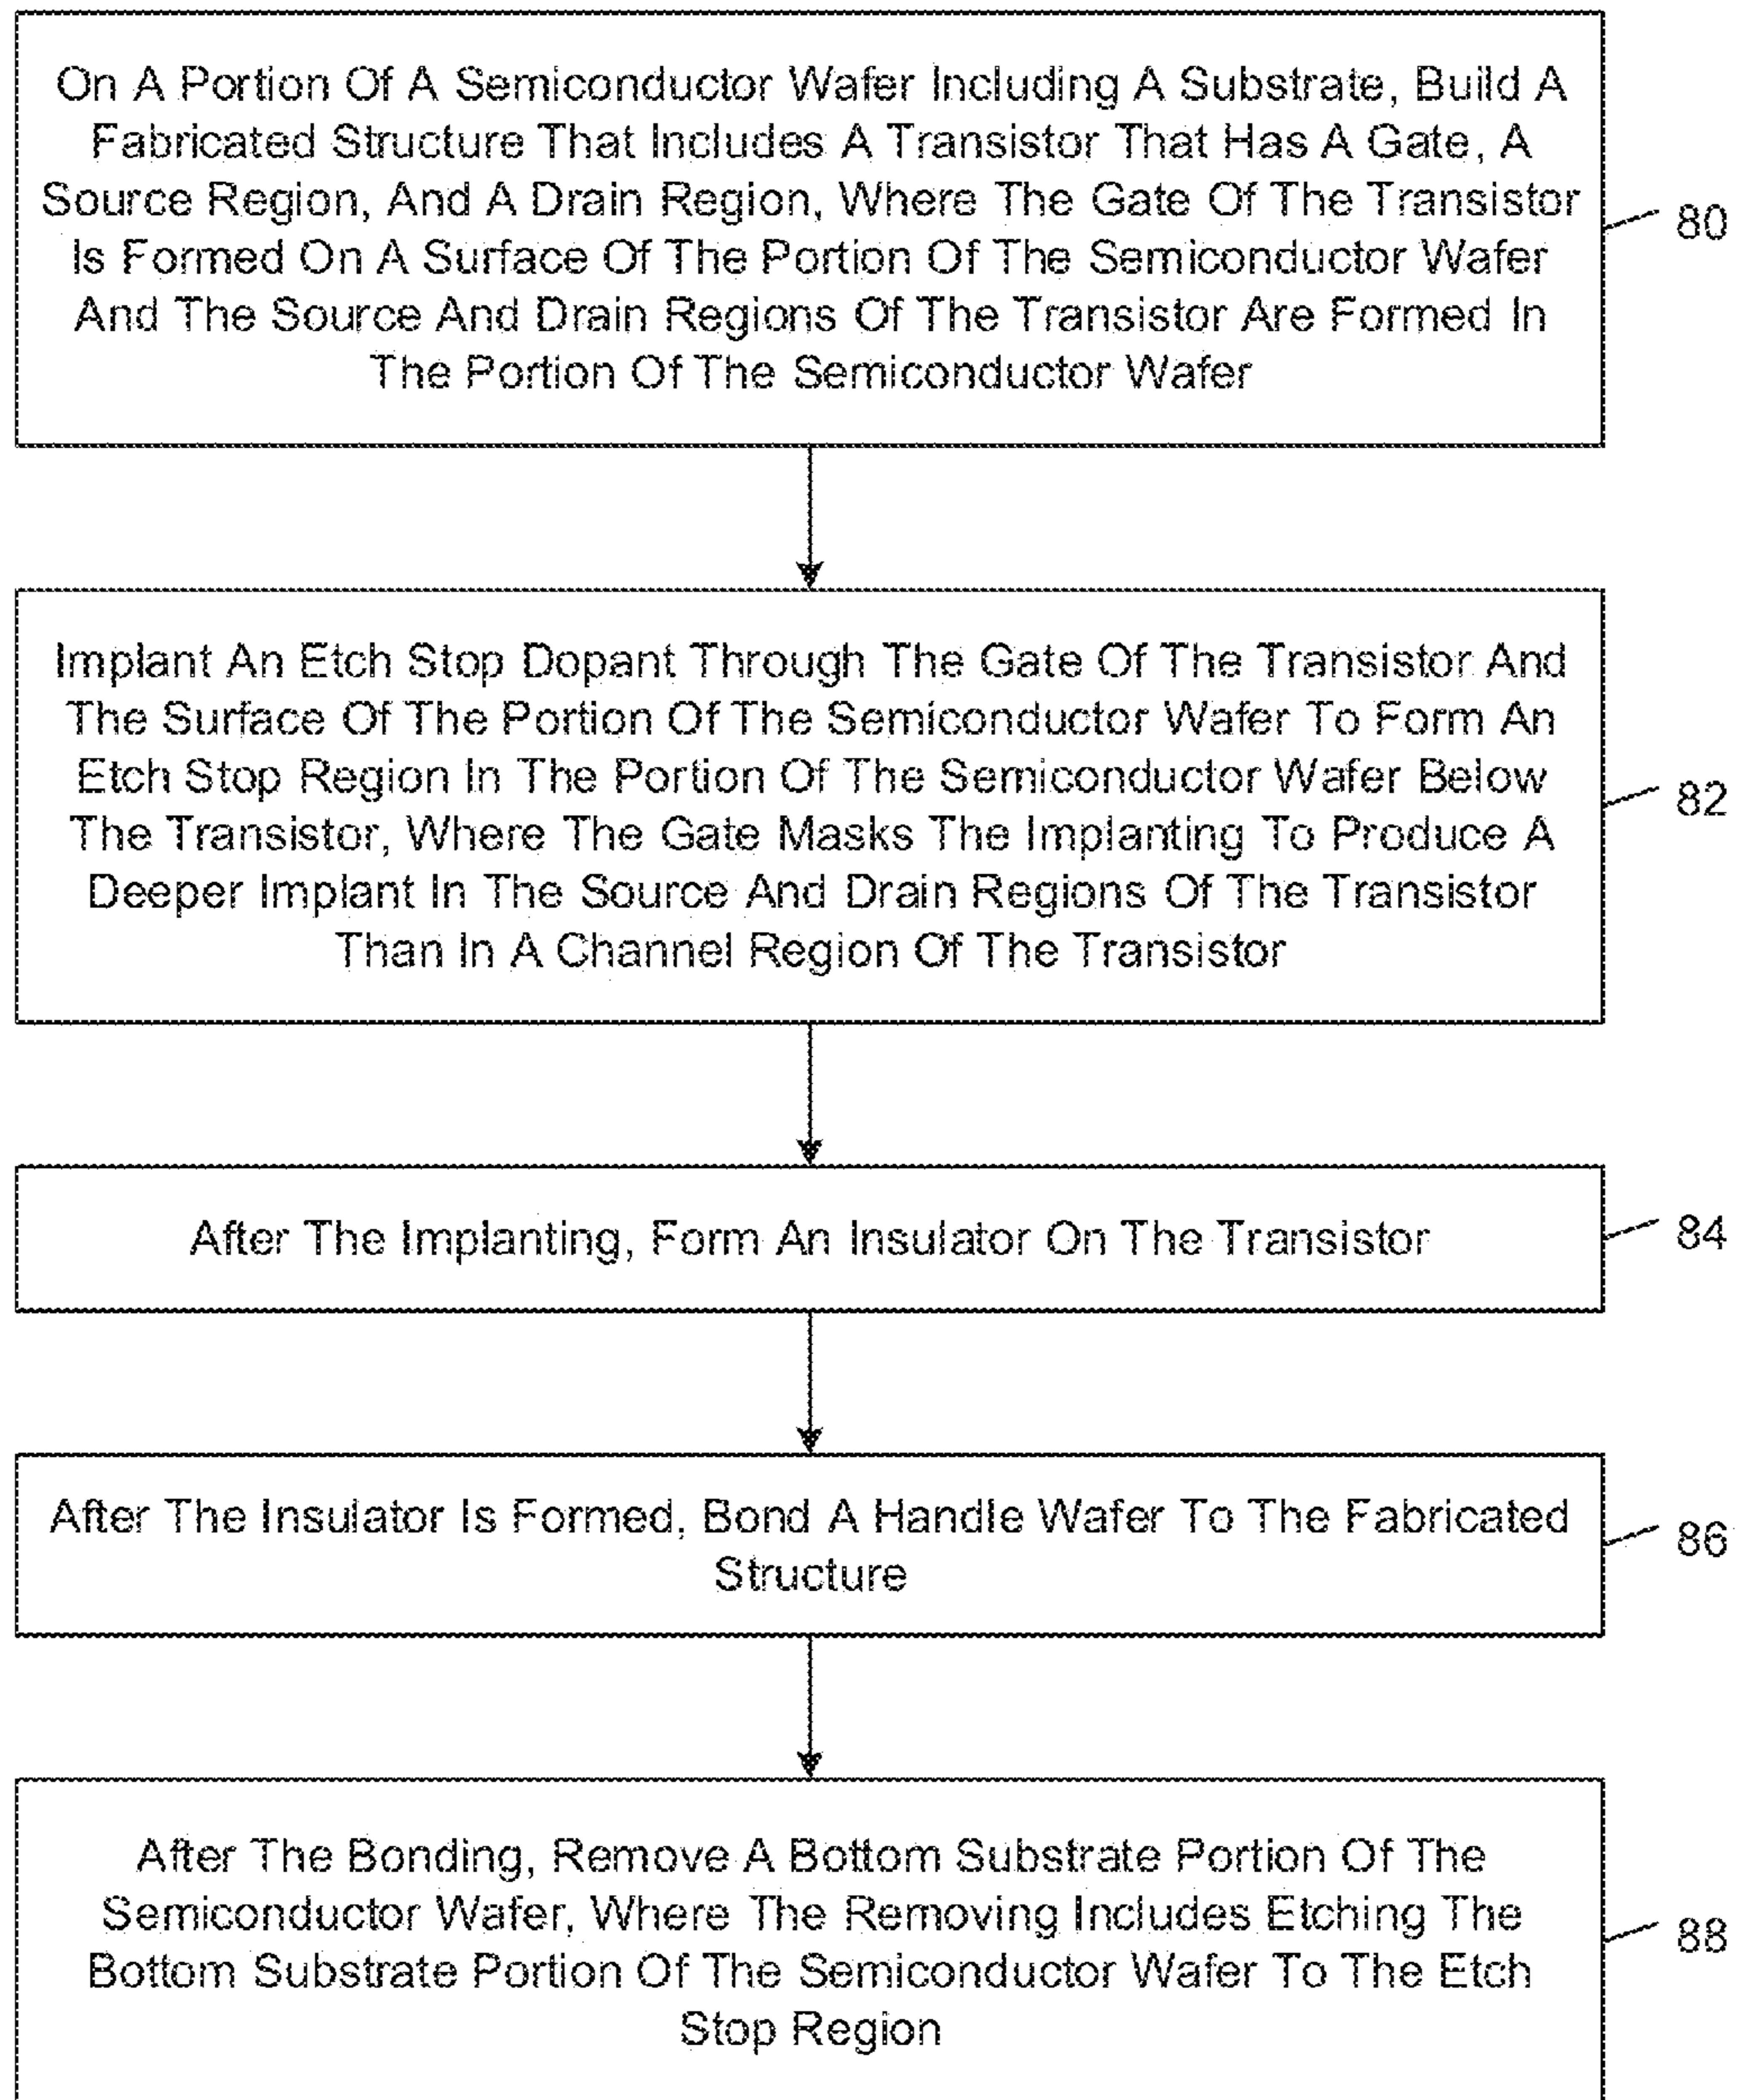 On A Portion Of A Semiconductor Wafer Including A Substrate, Build A
Fabricated Structure That Includes A Transistor That Has A Gate, A
Source Region, And A Drain Region, Where The Gate Of The Transistor
Is Formed On A Surface Of The Portion Of The Semiconductor Wafer
And The Source And Drain Regions Of The Transistor Are Formed In
The Portion Of The Semiconductor Wafer
80
Implant An Etch Stop Dopant Through The Gate Of The Transistor And
The Surface Of The Portion Of The Semiconductor Wafer To Form An
Etch Stop Region In The Portion Of The Semiconductor Wafer Below
The Transistor, Where The Gate Masks The Implanting To Produce A
Deeper Implant In The Source And Drain Regions Of The Transistor
Than In A Channel Region Of The Transistor
82
After The Implanting, Form An Insulator On The Transistor
84
After The Insulator Is Formed, Bond A Handle Wafer To The Fabricated
Structure
86
After The Bonding, Remove A Bottom Substrate Portion Of The
Semiconductor Wafer, Where The Removing Includes Etching The
Bottom Substrate Portion Of The Semiconductor Wafer To The Etch
Stop Region
88